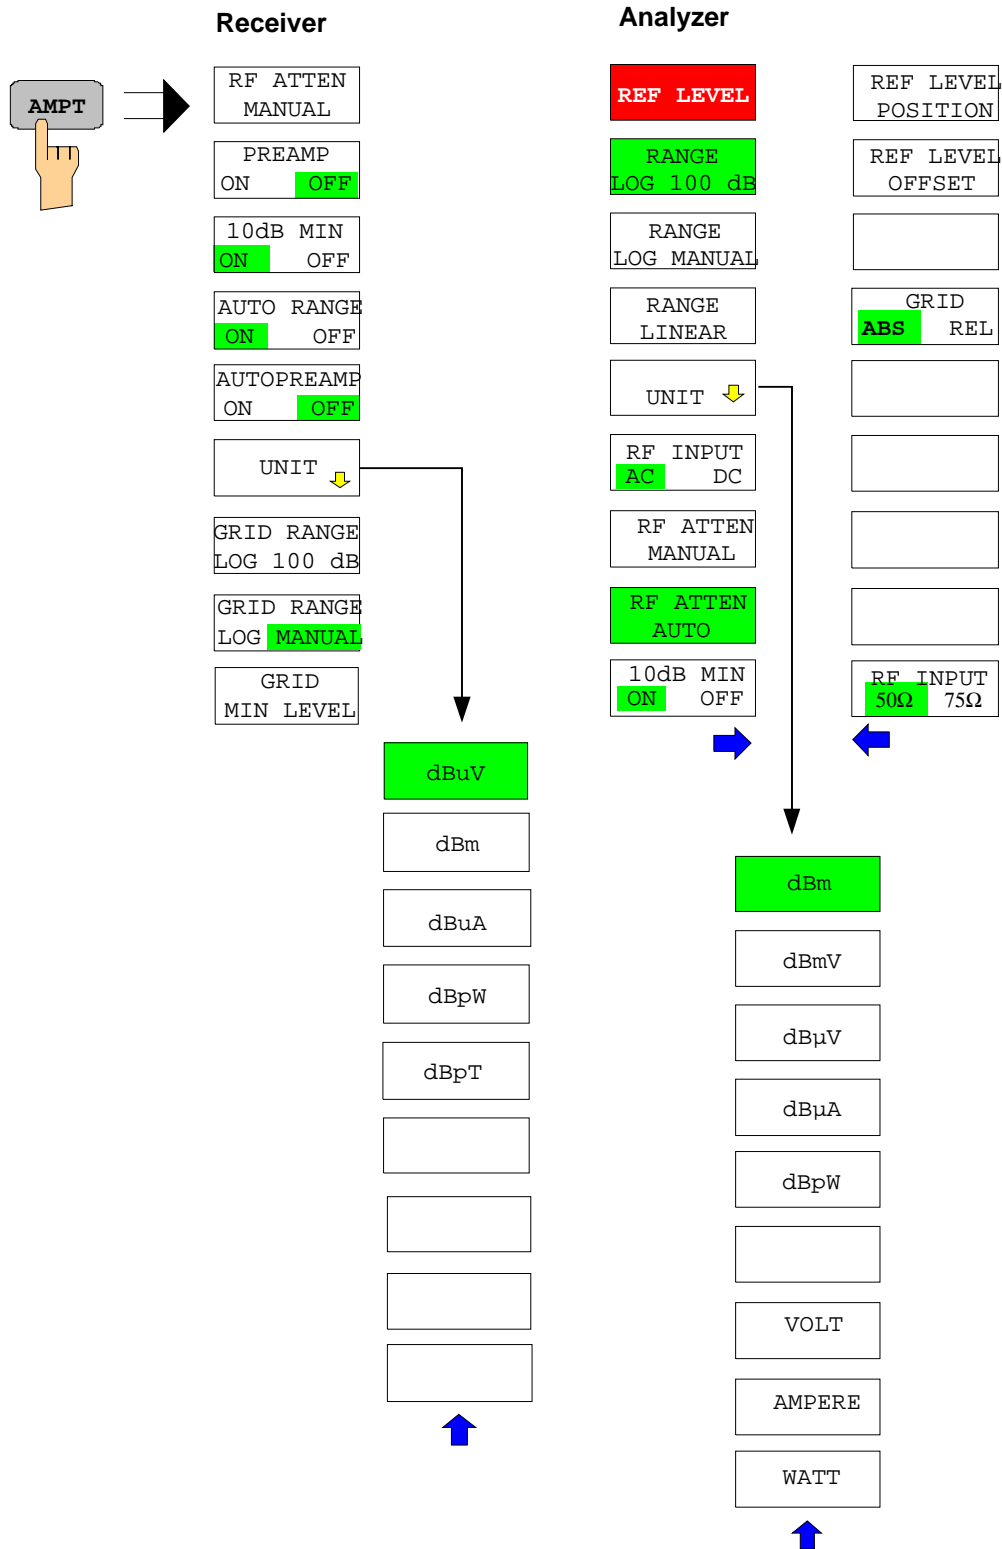 Receiver
Analyzer
AMPT
RF ATTEN
MANUAL
PREAMP
ON OFF
10dB MIN
ON OFF
AUTO RANGE
ON OFF
AUTOPREAMP
ON OFF
UNIT
GRID RANGE
LOG 100 dB
GRID RANGE
LOG MANUAL
GRID
MIN LEVEL
dBuV
dBm
dBuA
dBpW
dBpT
REF LEVEL
RANGE
LOG 100 dB
RANGE
LOG MANUAL
RANGE
LINEAR
UNIT
RF INPUT
AC DC
RF ATTEN
MANUAL
RF ATTEN
AUTO
10dB MIN
ON OFF
REF LEVEL
POSITION
REF LEVEL
OFFSET
GRID
ABS REL
RF INPUT
50Ω 75Ω
dBm
dBmV
dBµV
dBµA
dBpW
VOLT
AMPERE
WATT